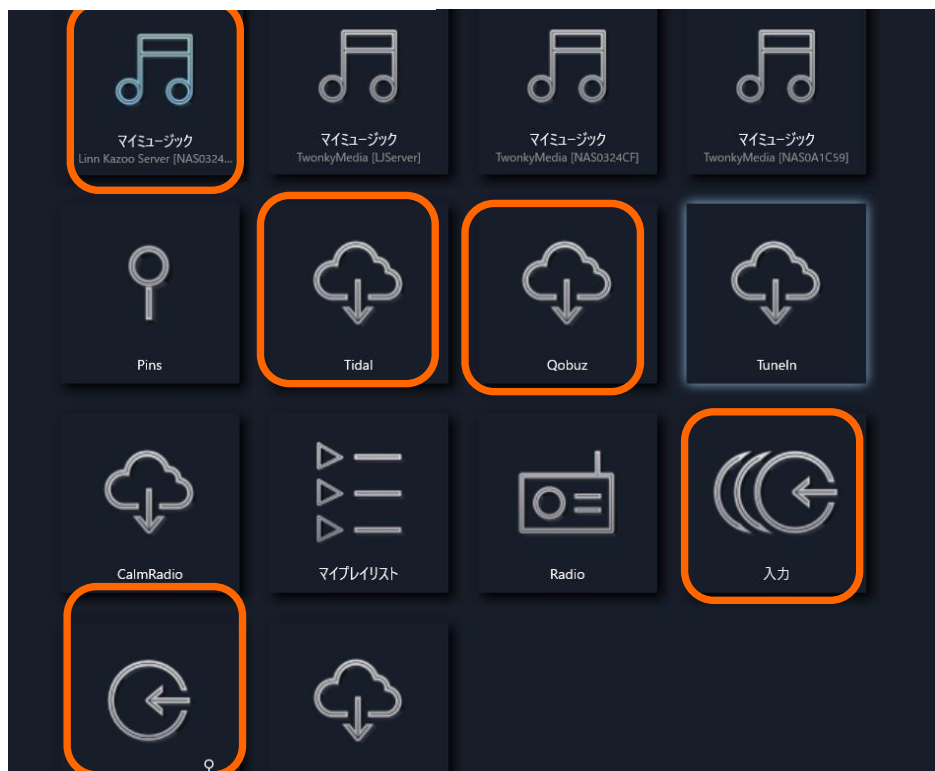 マイミュージック
Linn Kazoo Server [NAS0324...
マイミュージック
TwonkyMedia [LJServer]
マイミュージック
TwonkyMedia [NAS0324CF]
マイミュージック
TwonkyMedia [NAS0A1C59]
Pins
Tidal
Qobuz
TuneIn
CalmRadio
マイプレイリスト
Radio
入力